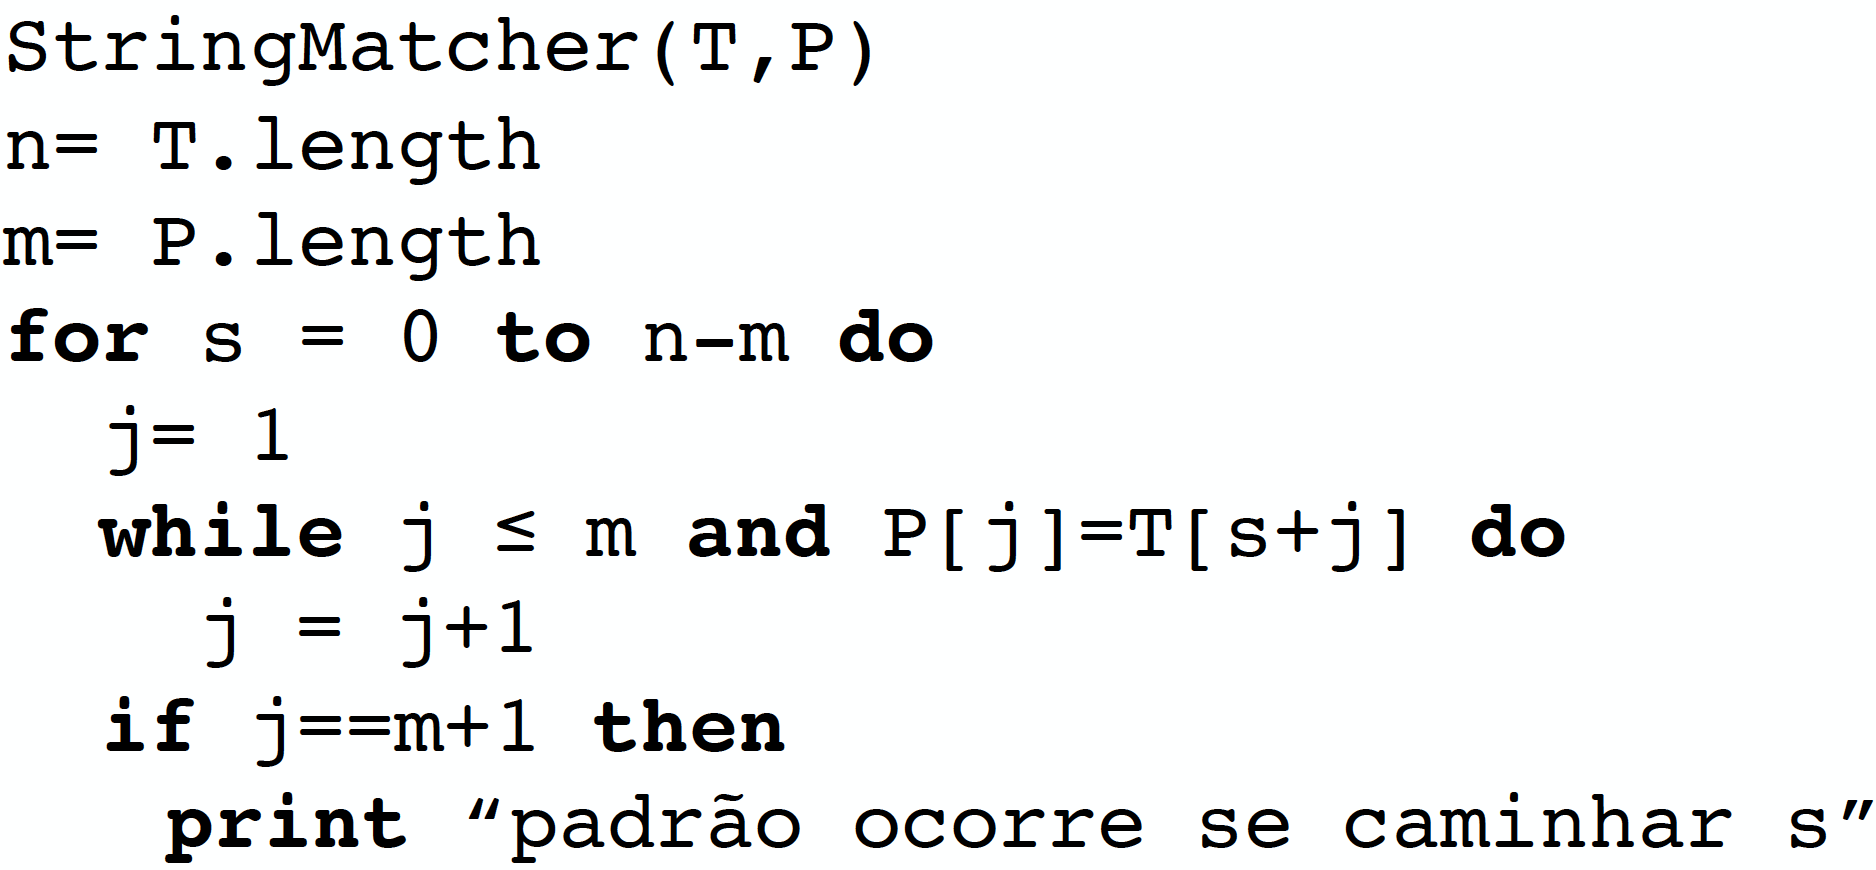 StringMatcher(T,P)
n= T.length
m= P.length
for s = 0 to n-m do
j= 1
while j ≤ m and P[j]=T[s+j] do
j = j+1
if j==m+1 then
print “padrão ocorre se caminhar s”